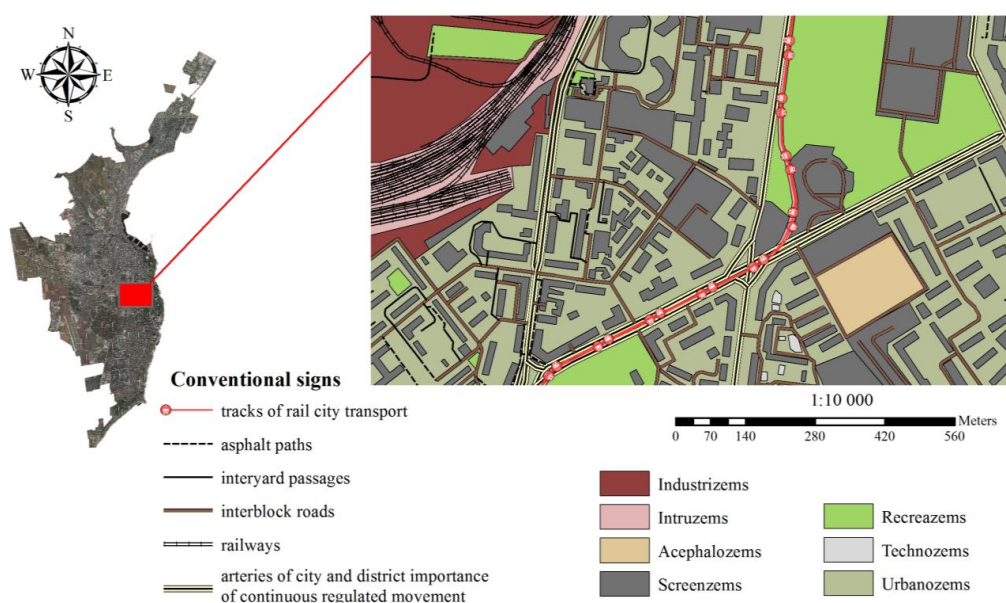 N
W E
S
Conventional signs
tracks of rail city transport
asphalt paths
interyard passages
interblock roads
railways
arteries of city and district importance
of continuous regulated movement
1:10 000
Meters
0 70 140 280 420 560
Industrizems
Intruzems
Acephalozems
Screenzems
Recreazems
Technozems
Urbanozems